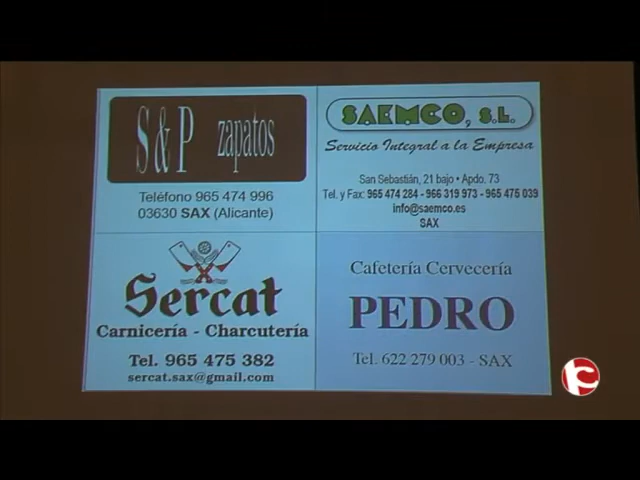 S & P zapatos
Teléfono 965 474 996
03630 SAX (Alicante)
SAEMCO, S.L.
Servicio Integral a la Empresa
San Sebastián, 21 bajo • Apdo. 73
Tel. y Fax: 965 474 284 - 966 319 973 - 965 475 039
info@saemco.es
SAX
Sercat
Carnicería - Charcutería
Tel. 965 475 382
sercat.sax@gmail.com
Cafetería Cervecería
PEDRO
Tel. 622 279 003 - SAX